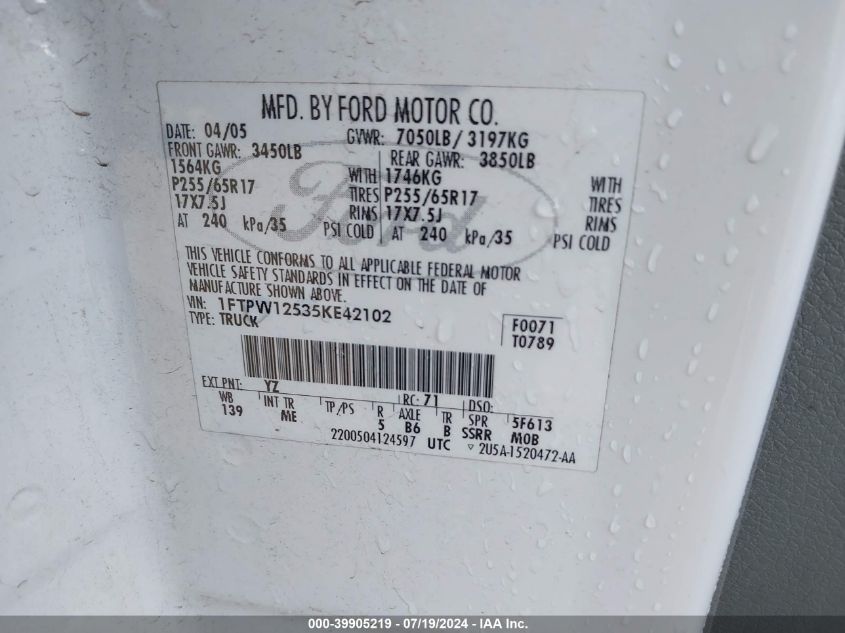 MFD. BY FORD MOTOR CO.
DATE: 04/05 GVWR: 7050LB/ 3197KG
FRONT GAWR: 3450LB REAR GAWR: 3850LB
1564KG WITH 1746KG WITH
P255/65R17 TIRES P255/65R17 TIRES
17X7.5J RIMS 17X7.5J RIMS
AT 240 kPa/35 PSI COLD AT 240 kPa/35 PSI COLD
THIS VEHICLE CONFORMS TO ALL APPLICABLE FEDERAL MOTOR
VEHICLE SAFETY STANDARDS IN EFFECT ON THE DATE OF
MANUFACTURE SHOWN ABOVE.
VIN: 1FTPW12535KE42102
TYPE: TRUCK
F0071
T0789
EXT PNT: YZ RC: 71 DSO:
WB INT TR TP/PS R AXLE TR SPR 5F613
139 ME 5 B6 B SSRR MOB
2200504124597 UTC ▽ 2U5A-1520472-AA
Ford
000-39905219 - 07/19/2024 - IAA Inc.